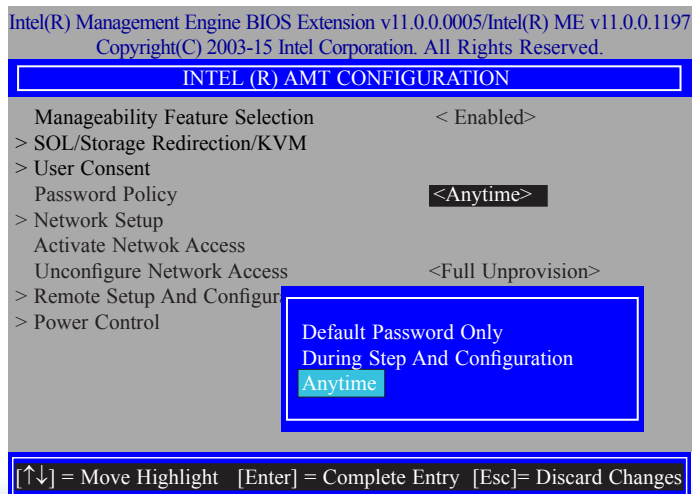 Intel(R) Management Engine BIOS Extension v11.0.0.0005/Intel(R) ME v11.0.0.1197
Copyright(C) 2003-15 Intel Corporation. All Rights Reserved.
INTEL (R) AMT CONFIGURATION
Manageability Feature Selection < Enabled>
> SOL/Storage Redirection/KVM
> User Consent
Password Policy <Anytime>
> Network Setup
Activate Netwok Access
Unconfigure Network Access <Full Unprovision>
> Remote Setup And Configur
> Power Control
Default Password Only
During Step And Configuration
Anytime
[↑↓] = Move Highlight [Enter] = Complete Entry [Esc]= Discard Changes